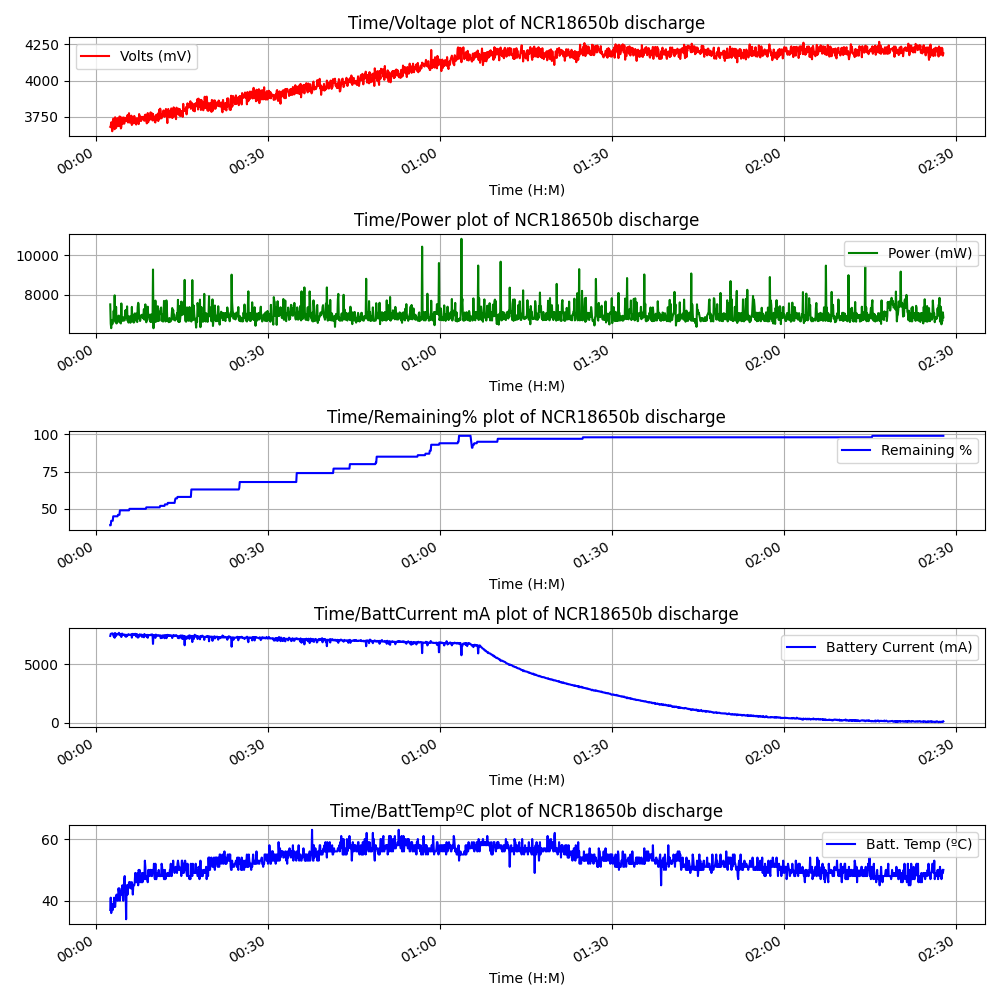 Time/Voltage plot of NCR18650b discharge
4250
4000
3750
Volts (mV)
00:00 00:30 01:00 01:30 02:00 02:30
Time (H:M)
Time/Power plot of NCR18650b discharge
10000
8000
Power (mW)
00:00 00:30 01:00 01:30 02:00 02:30
Time (H:M)
Time/Remaining% plot of NCR18650b discharge
100
75
50
Remaining %
00:00 00:30 01:00 01:30 02:00 02:30
Time (H:M)
Time/BattCurrent mA plot of NCR18650b discharge
5000
0
Battery Current (mA)
00:00 00:30 01:00 01:30 02:00 02:30
Time (H:M)
Time/BattTempºC plot of NCR18650b discharge
60
40
Batt. Temp (ºC)
00:00 00:30 01:00 01:30 02:00 02:30
Time (H:M)